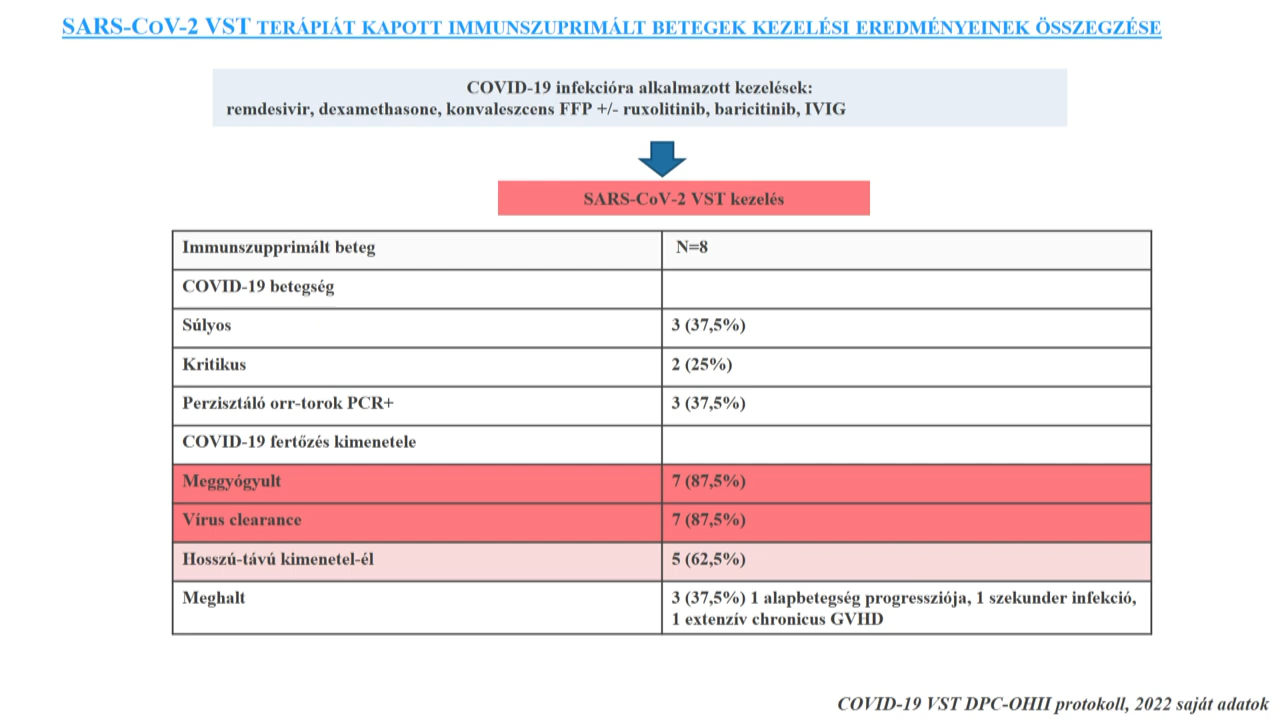 SARS-CoV-2 VST TERÁPIÁT KAPOTT IMMUNSZUPRIMÁLT BETEGEK KEZELÉSI EREDMÉNYEINEK ÖSSZEGZÉSE
COVID-19 infekcióra alkalmazott kezelések:
remdesivir, dexamethasone, konvaleszcens FFP +/- ruxolitinib, baricitinib, IVIG
SARS-CoV-2 VST kezelés
Immunszupprimált beteg N=8
COVID-19 betegség
Súlyos 3 (37,5%)
Kritikus 2 (25%)
Perzisztáló orr-torok PCR+ 3 (37,5%)
COVID-19 fertőzés kimenetele
Meggyógyult 7 (87,5%)
Vírus clearance 7 (87,5%)
Hosszú-távú kimenetel-él 5 (62,5%)
Meghalt 3 (37,5%) 1 alapbetegség progressziója, 1 szekunder infekció,
1 extenzív chronicus GVHD
COVID-19 VST DPC-OHII protokoll, 2022 saját adatok